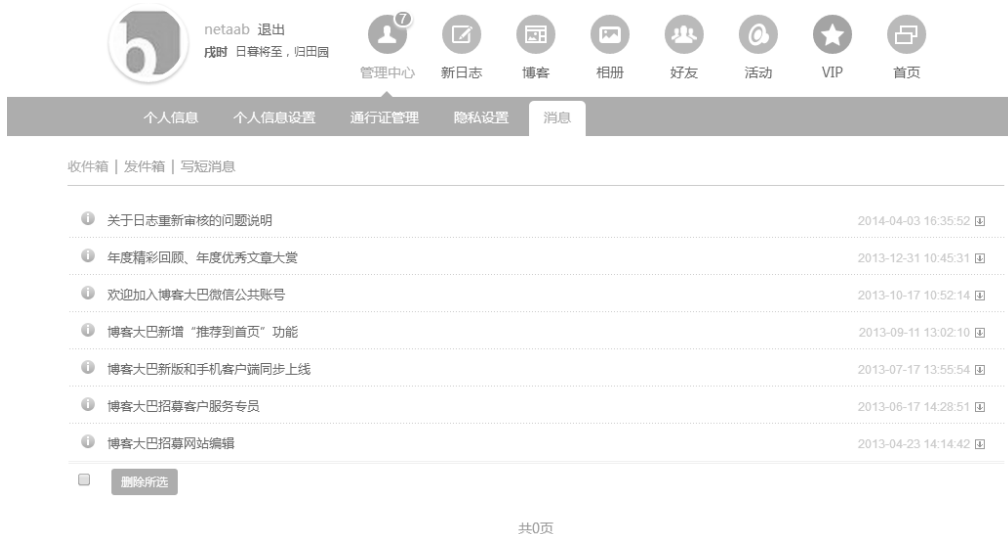 netaab 退出
戌时 日暮将至，归田园
7
管理中心 新日志 博客 相册 好友 活动 VIP 首页
个人信息 个人信息设置 通行证管理 隐私设置 消息
收件箱 | 发件箱 | 写短消息
关于日志重新审核的问题说明 2014-04-03 16:35:52
年度精彩回顾、年度优秀文章大赏 2013-12-31 10:45:31
欢迎加入博客大巴微信公共账号 2013-10-17 10:52:14
博客大巴新增“推荐到首页”功能 2013-09-11 13:02:10
博客大巴新版和手机客户端同步上线 2013-07-17 13:55:54
博客大巴招募客户服务专员 2013-06-17 14:28:51
博客大巴招募网站编辑 2013-04-23 14:14:42
删除所选
共0页